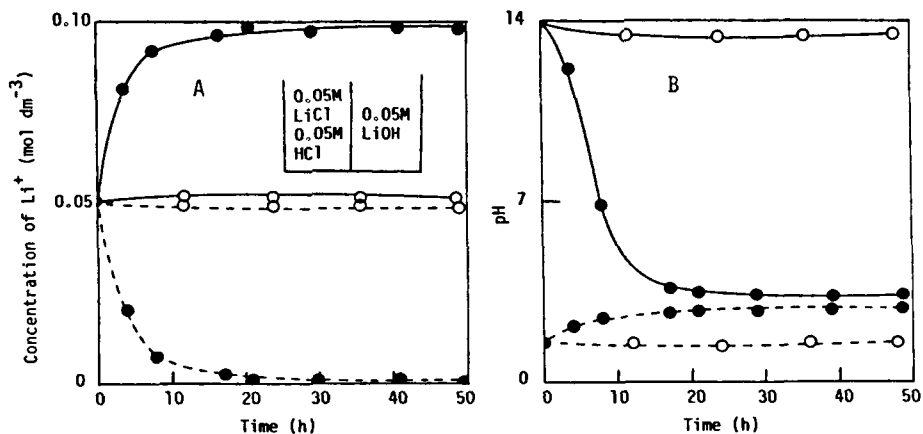 0.10
0.05
0
Concentration of Li⁺ (mol dm⁻³)
A
0.05M
LiCl
0.05M
HCl
0.05M
LiOH
0 10 20 30 40 50
Time (h)
14
7
0
pH
B
0 10 20 30 40 50
Time (h)